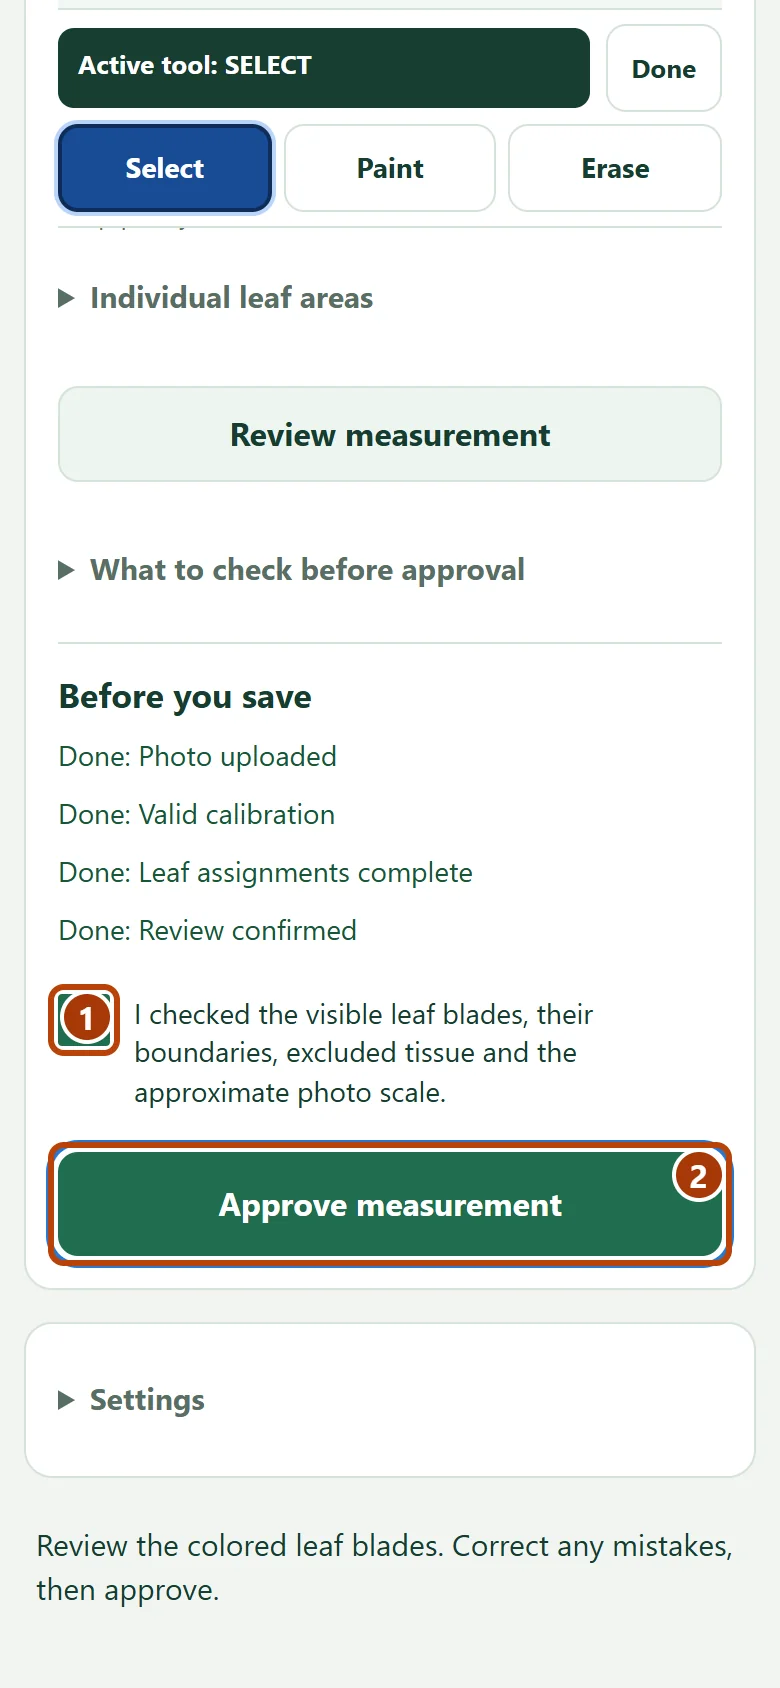 Active tool: SELECT
Done
Select
Paint
Erase
Individual leaf areas
Review measurement
What to check before approval
Before you save
Done: Photo uploaded
Done: Valid calibration
Done: Leaf assignments complete
Done: Review confirmed
1
I checked the visible leaf blades, their
boundaries, excluded tissue and the
approximate photo scale.
2
Approve measurement
Settings
Review the colored leaf blades. Correct any mistakes,
then approve.